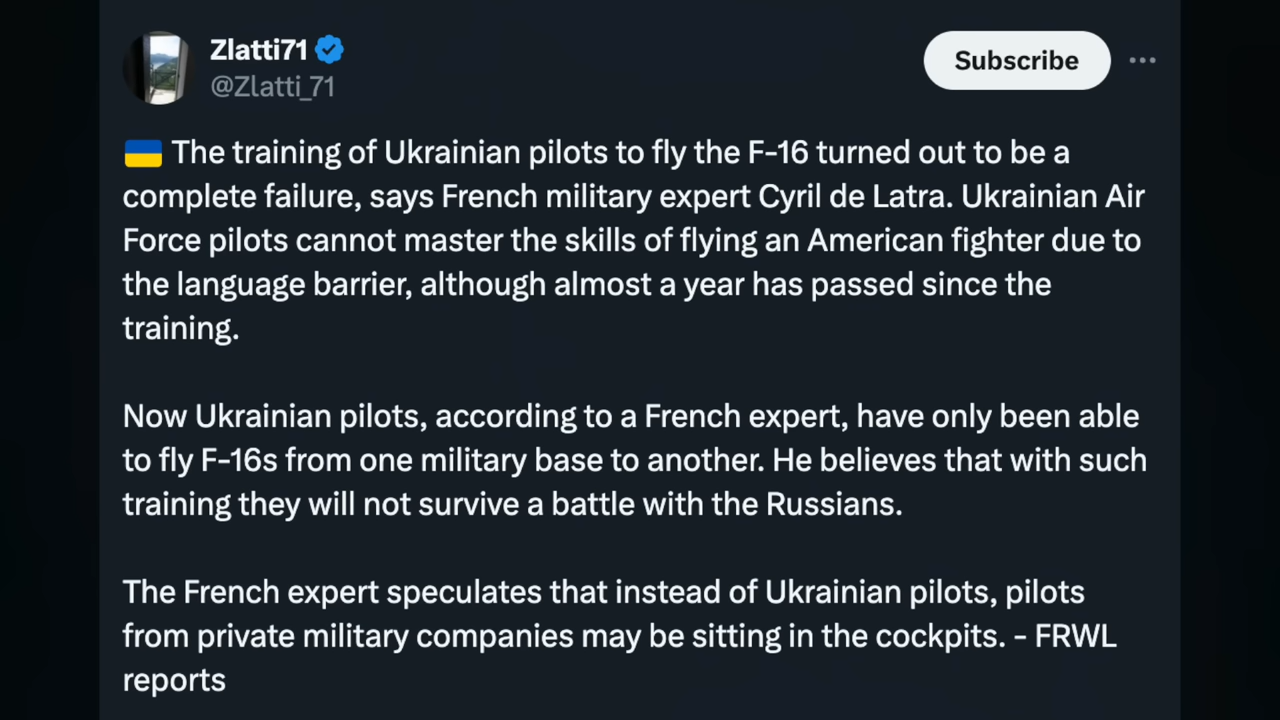 Zlatti71
@Zlatti_71
Subscribe
🇺🇦 The training of Ukrainian pilots to fly the F-16 turned out to be a
complete failure, says French military expert Cyril de Latra. Ukrainian Air
Force pilots cannot master the skills of flying an American fighter due to
the language barrier, although almost a year has passed since the
training.
Now Ukrainian pilots, according to a French expert, have only been able
to fly F-16s from one military base to another. He believes that with such
training they will not survive a battle with the Russians.
The French expert speculates that instead of Ukrainian pilots, pilots
from private military companies may be sitting in the cockpits. - FRWL
reports